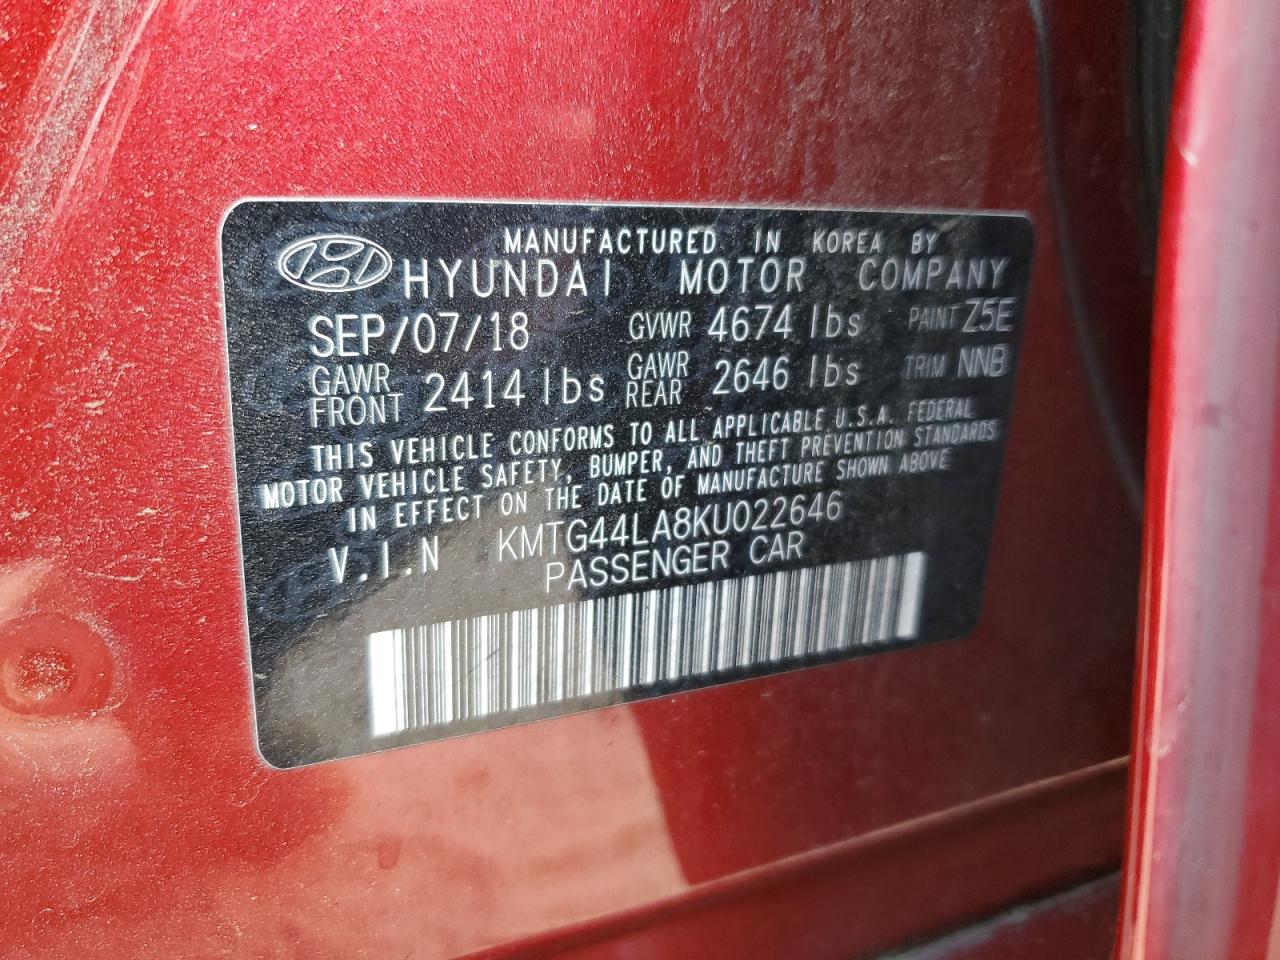 MANUFACTURED IN KOREA BY
HYUNDAI MOTOR COMPANY
SEP/07/18 GVWR 4674 lbs PAINT Z5E
GAWR FRONT 2414 lbs GAWR REAR 2646 lbs TRIM NNB
THIS VEHICLE CONFORMS TO ALL APPLICABLE U.S.A. FEDERAL
MOTOR VEHICLE SAFETY, BUMPER, AND THEFT PREVENTION STANDARDS
IN EFFECT ON THE DATE OF MANUFACTURE SHOWN ABOVE
V.I.N KMTG44LA8KU022646
PASSENGER CAR